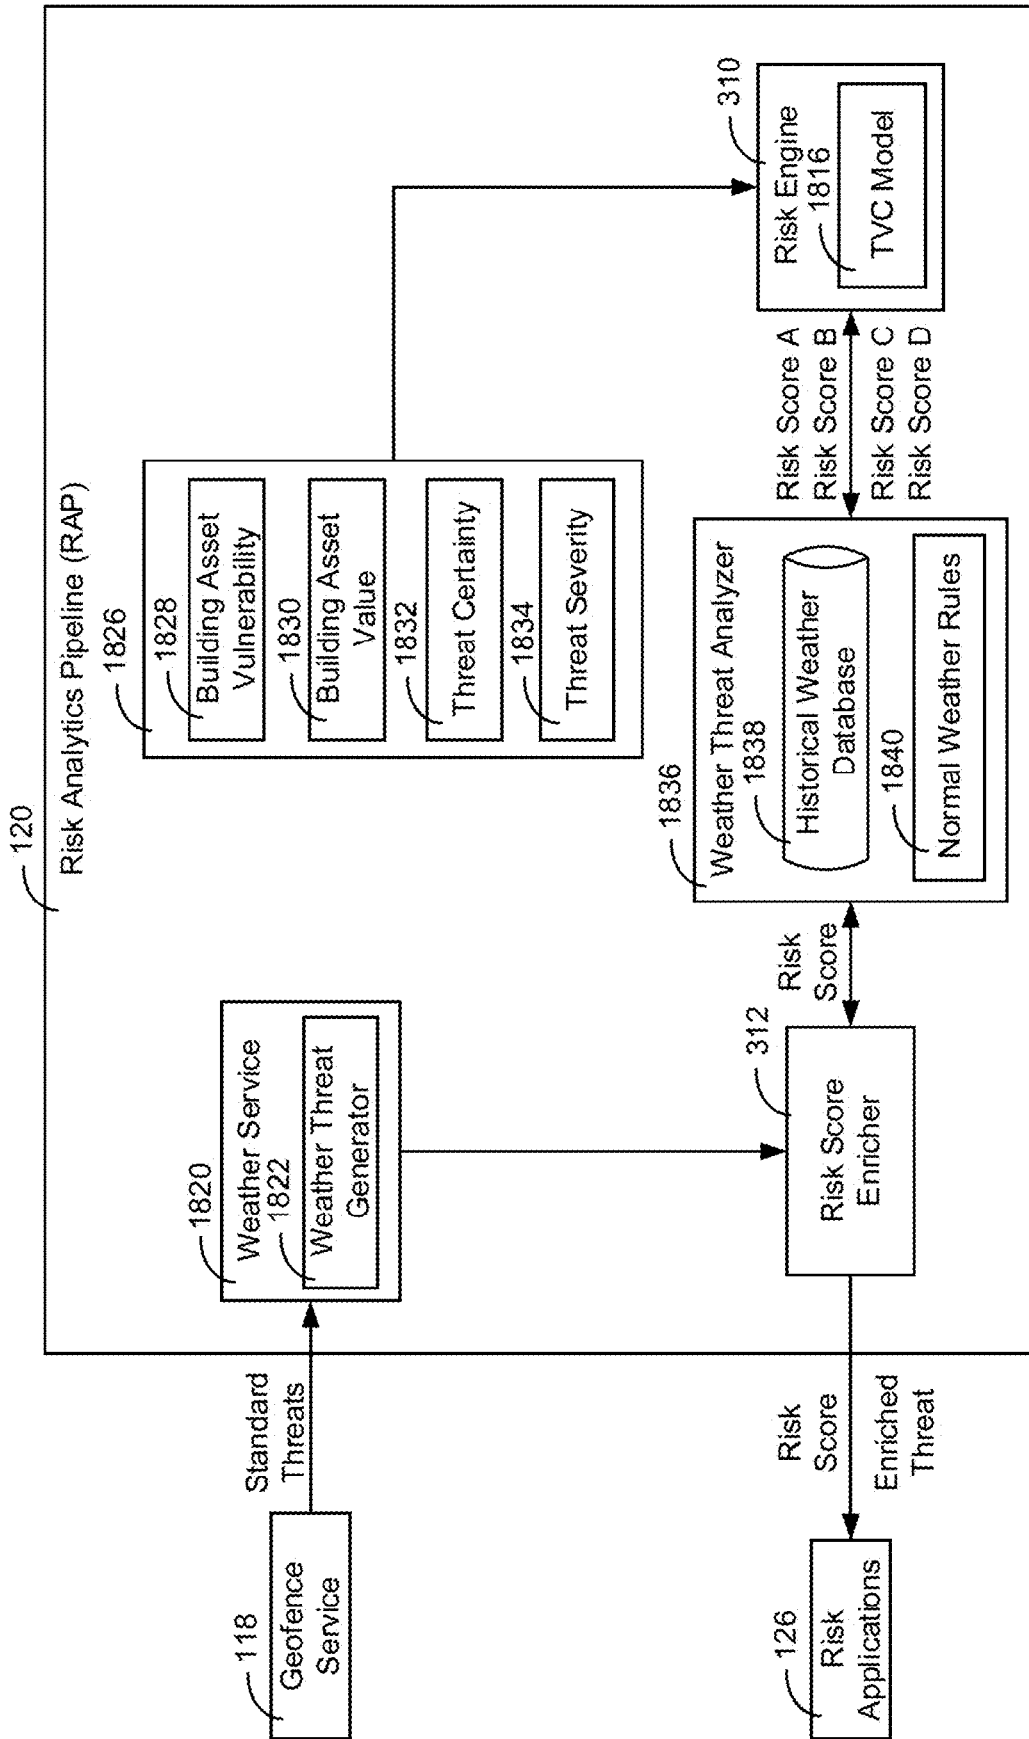 120
Risk Analytics Pipeline (RAP)
118
Geofence
Service
Standard
Threats
1820
Weather Service
1822
Weather Threat
Generator
1826
1828
Building Asset
Vulnerability
1830
Building Asset
Value
1832
Threat Certainty
1834
Threat Severity
310
Risk Engine
1816
TVC Model
126
Risk
Applications
Risk
Score
Enriched
Threat
312
Risk Score
Enricher
Risk
Score
1836
Weather Threat Analyzer
1838
Historical Weather
Database
1840
Normal Weather Rules
Risk Score A
Risk Score B
Risk Score C
Risk Score D